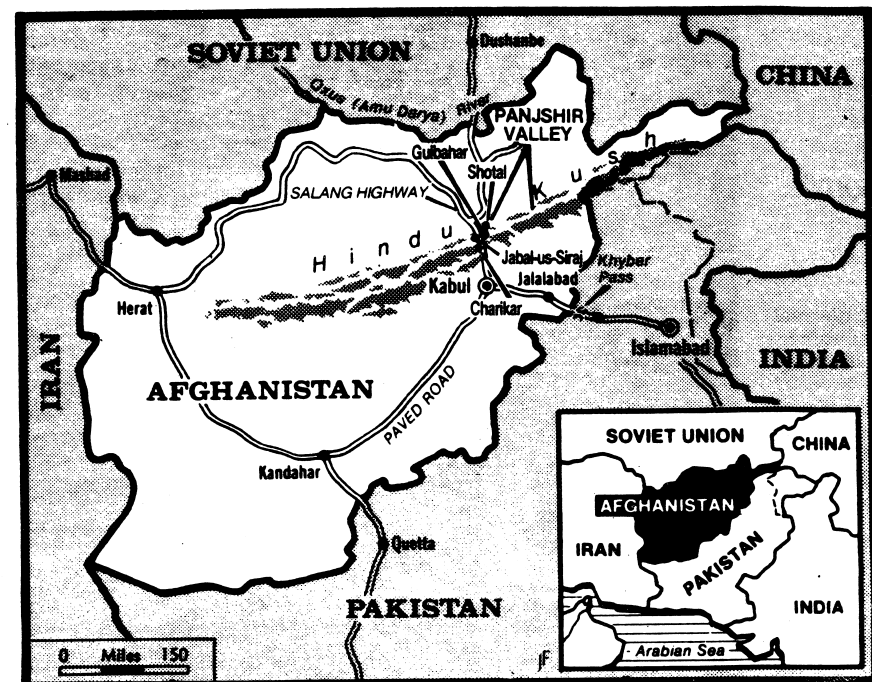 SOVIET UNION
Dushanbe
CHINA
Oxus (Amu Darya) River
PANJSHIR
VALLEY
Gulbahar
Shotal
Mashad
SALANG HIGHWAY
Hindu Kush
Jabal-us-Siraj
Jalalabad
Khyber
Pass
Kabul
Charikar
Herat
Islamabad
IRAN
INDIA
AFGHANISTAN
PAVED ROAD
Kandahar
Quetta
PAKISTAN
0 Miles 150
JF
SOVIET UNION
CHINA
AFGHANISTAN
IRAN
PAKISTAN
INDIA
Arabian Sea